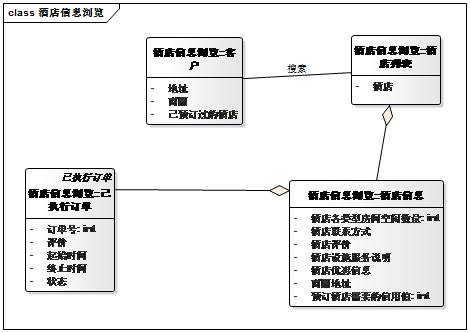 class 酒店信息浏览
酒店信息浏览::客
户
- 地址
- 商圈
- 已预订过的酒店
搜索
酒店信息浏览::酒
店列表
- 酒店
已执行订单
酒店信息浏览::已
执行订单
- 订单号: int
- 评价
- 起始时间
- 终止时间
- 状态
酒店信息浏览::酒店信息
- 酒店各类型房间空闲数量: int
- 酒店联系方式
- 酒店评价
- 酒店设施服务说明
- 酒店优惠信息
- 商圈地址
- 预订酒店需要的信用值: int